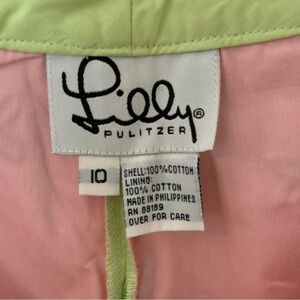 Lilly®
PULITZER
10
SHELL:100%COTTON
LINING:
100% COTTON
MADE IN PHILIPPINES
RN 88189
OVER FOR CARE